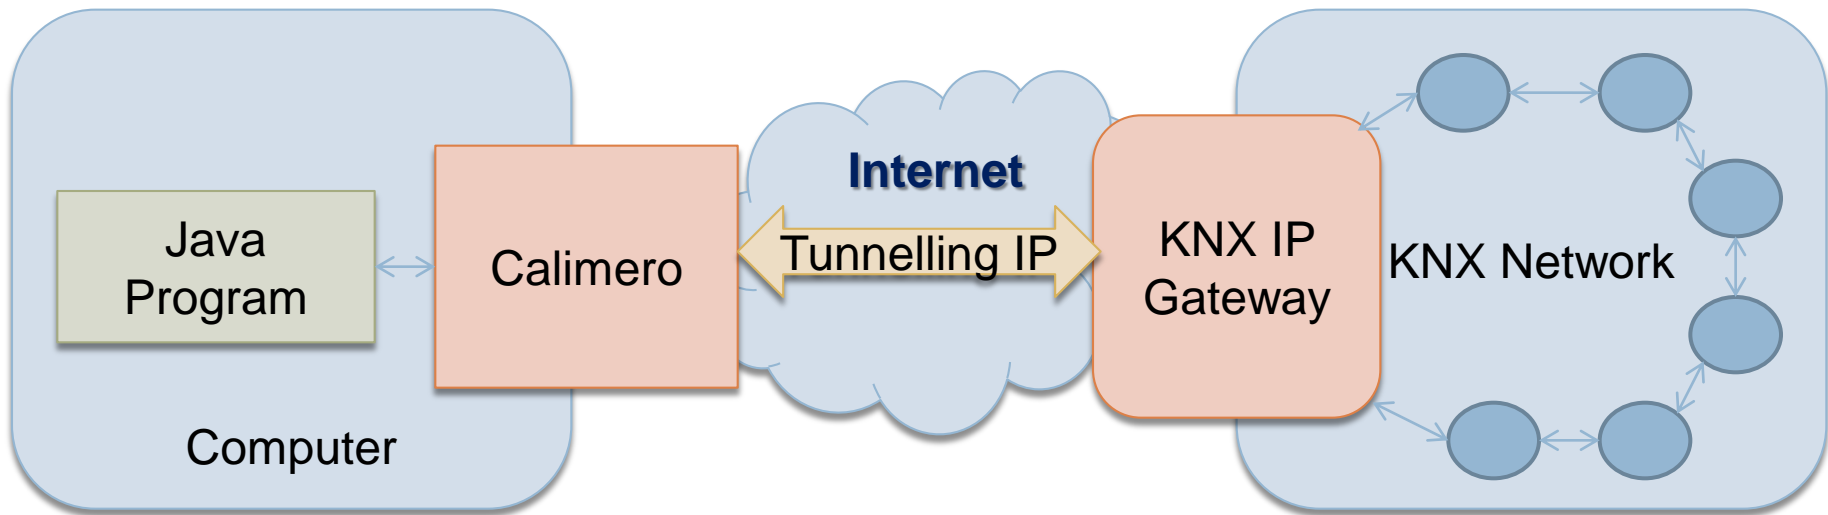 Java
Program
Calimero
Computer
Internet
Tunnelling IP
KNX IP
Gateway
KNX Network